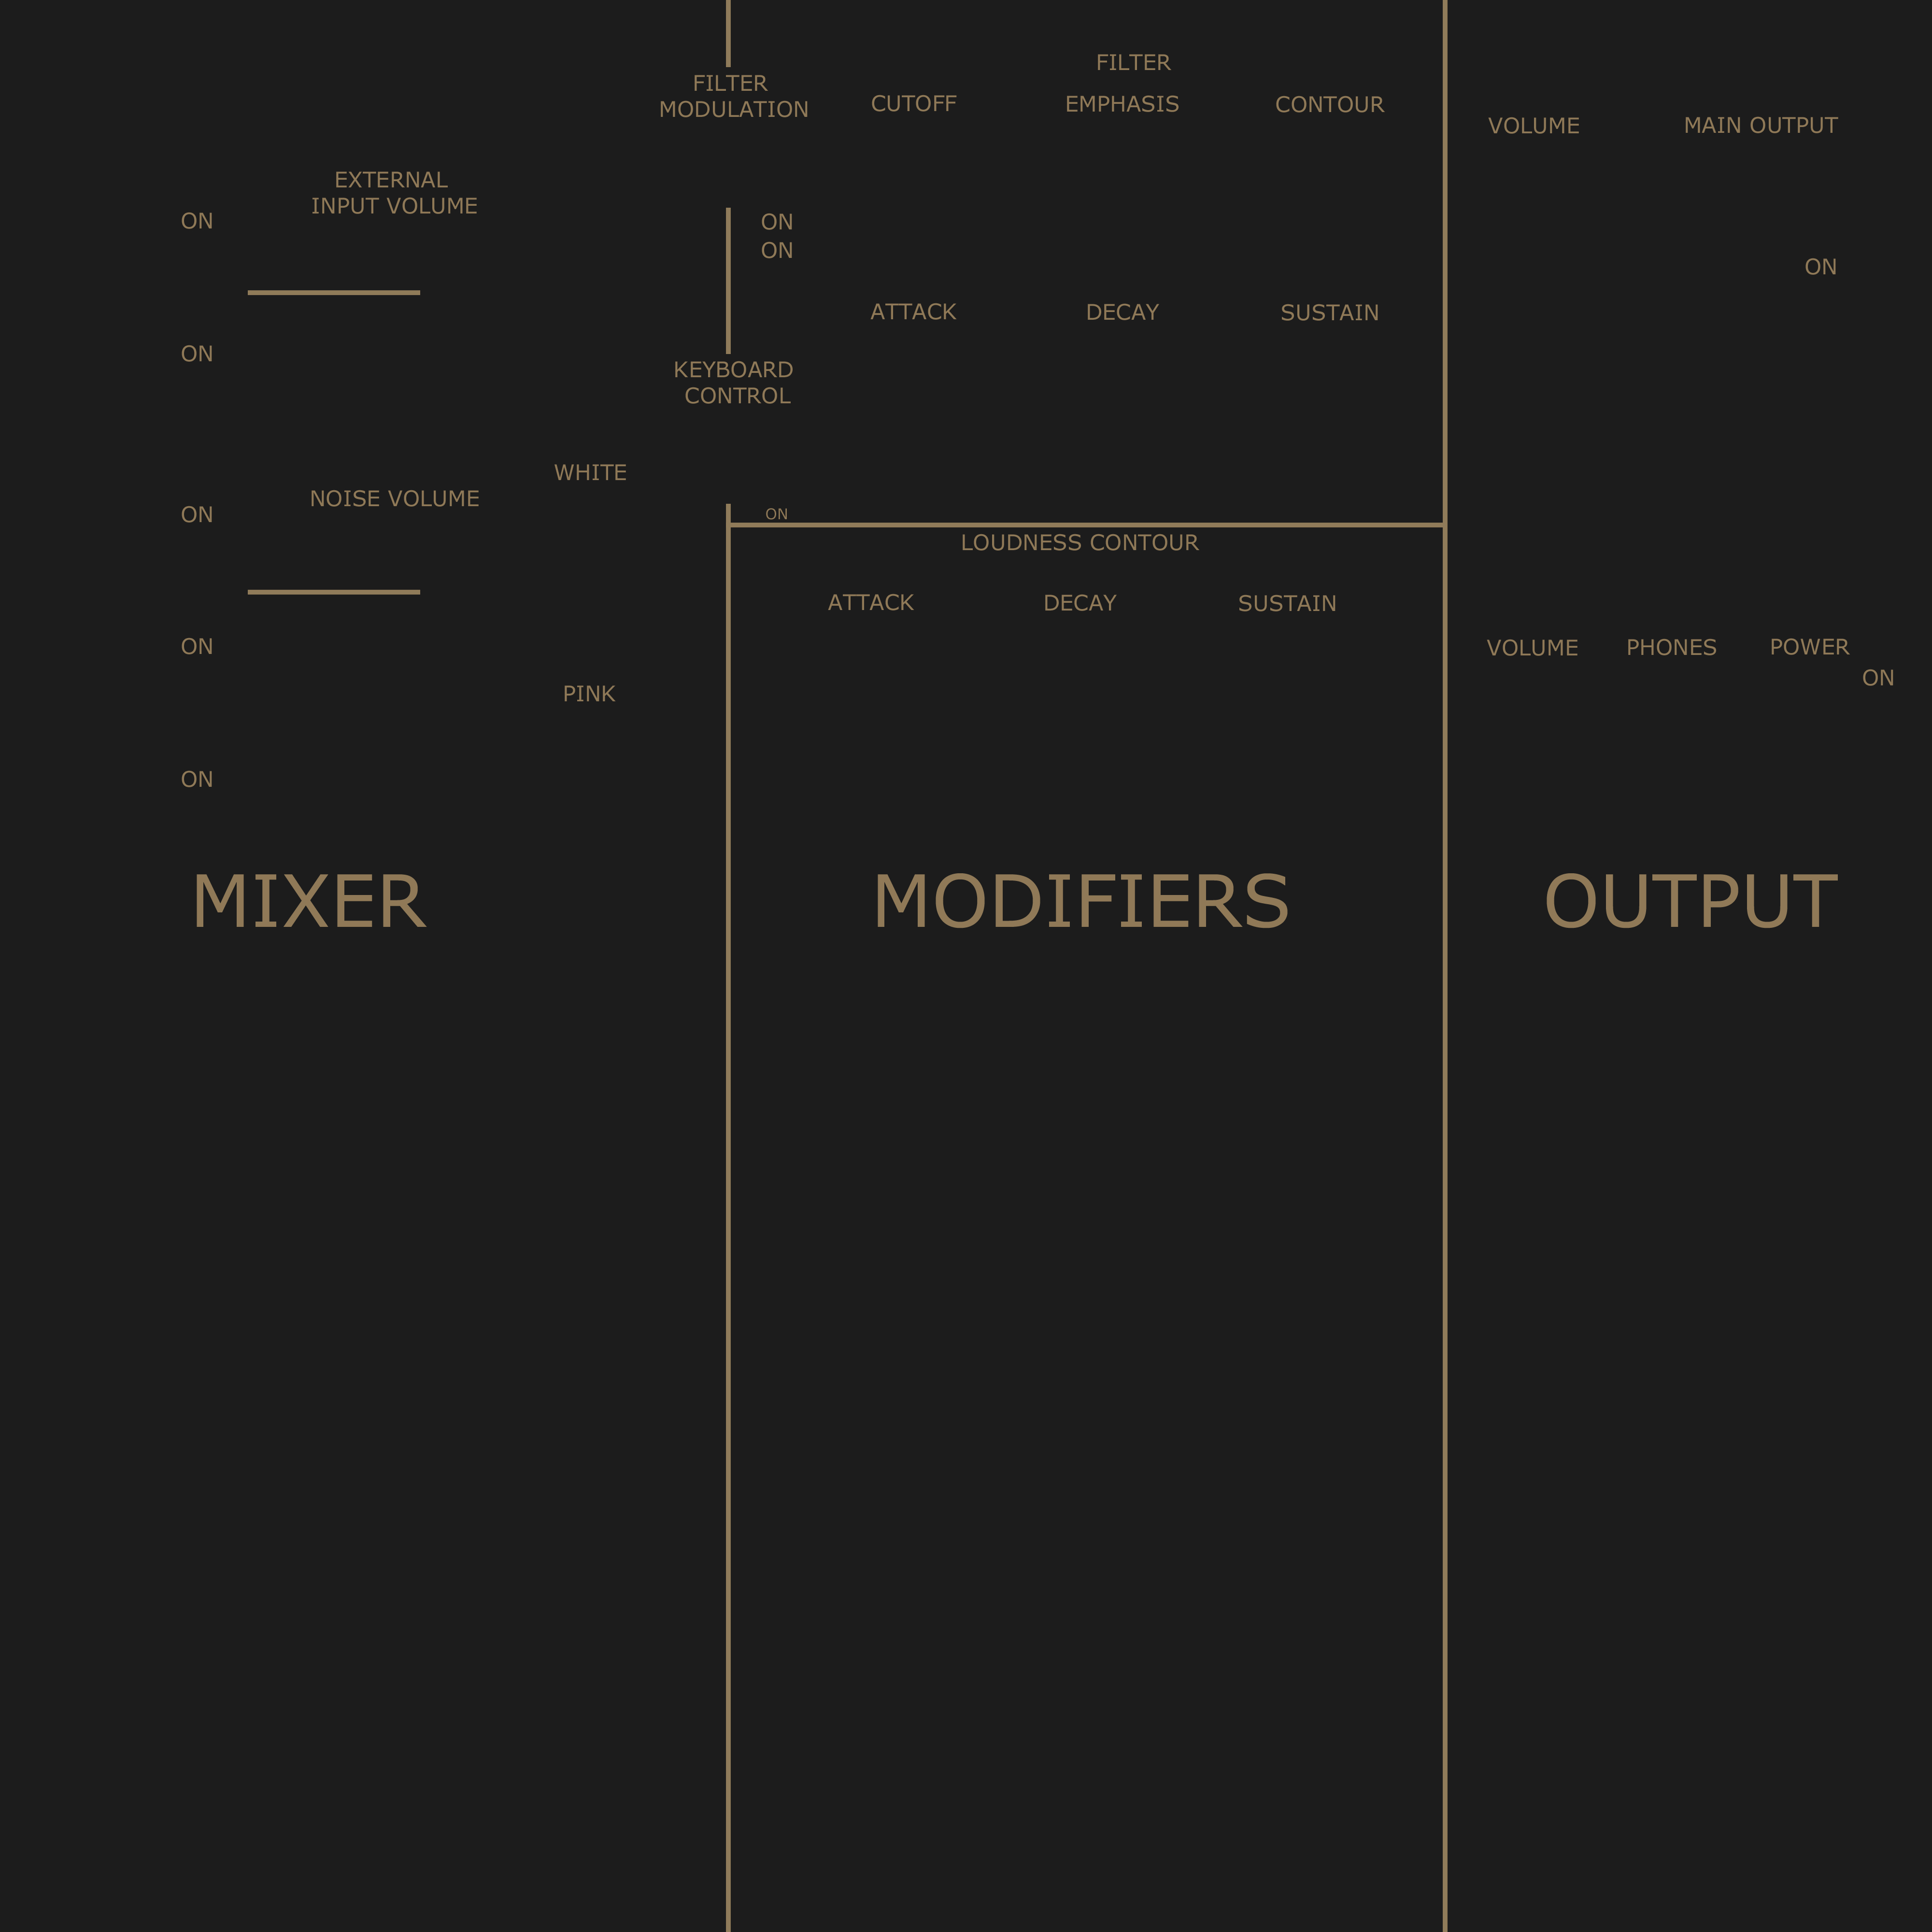 FILTER
MODULATION
EXTERNAL
INPUT VOLUME
ON
ON
NOISE VOLUME
ON
WHITE
ON
PINK
ON
MIXER
FILTER
CUTOFF EMPHASIS CONTOUR
ON
ON
ATTACK DECAY SUSTAIN
KEYBOARD
CONTROL
ON
LOUDNESS CONTOUR
ATTACK DECAY SUSTAIN
MODIFIERS
VOLUME MAIN OUTPUT
ON
VOLUME PHONES POWER
ON
OUTPUT